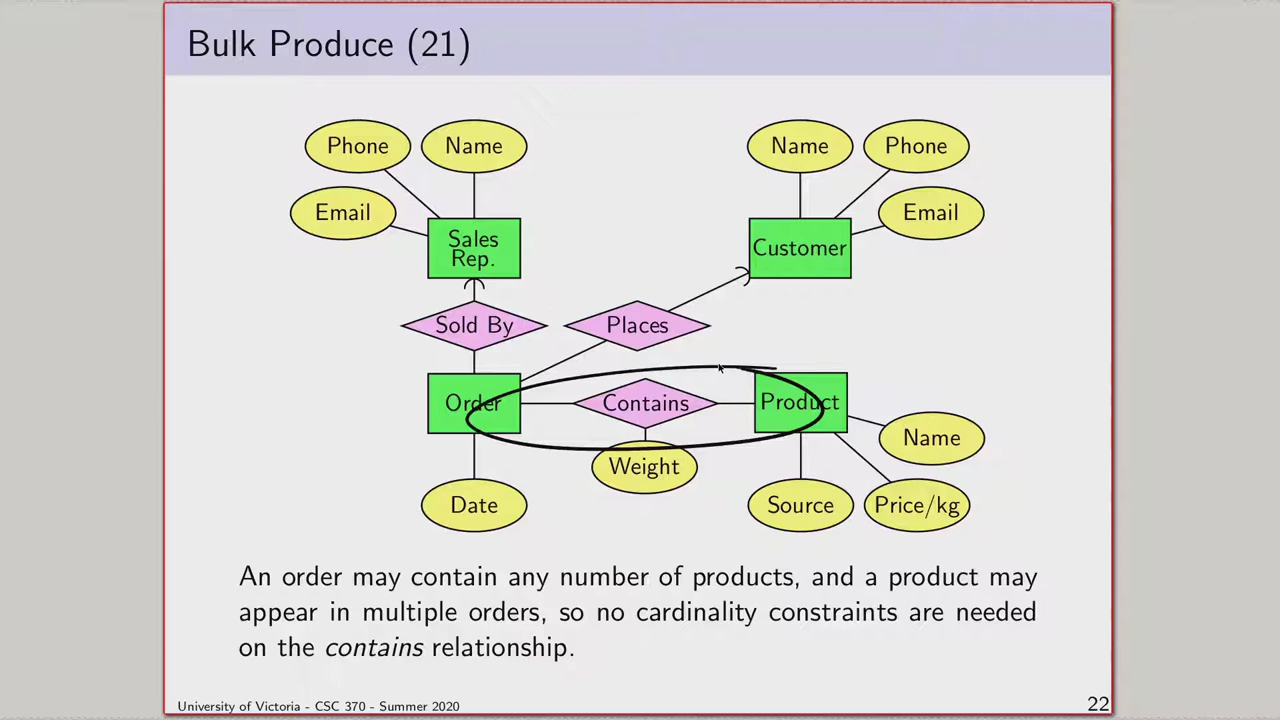 Bulk Produce (21)
Phone
Name
Name
Phone
Email
Email
Sales
Rep.
Customer
Sold By
Places
Order
Contains
Product
Name
Weight
Date
Source
Price/kg
An order may contain any number of products, and a product may
appear in multiple orders, so no cardinality constraints are needed
on the contains relationship.
University of Victoria - CSC 370 - Summer 2020
22